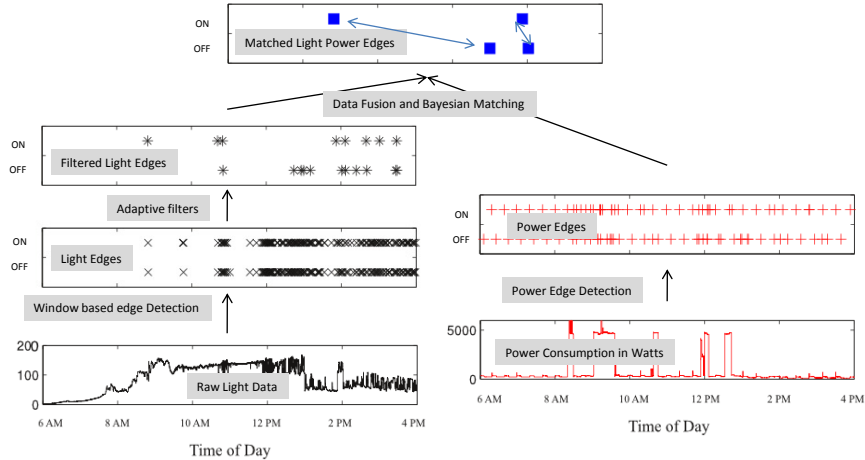 ON
OFF
Matched Light Power Edges
Data Fusion and Bayesian Matching
ON
OFF
Filtered Light Edges
Adaptive filters
ON
OFF
Light Edges
Window based edge Detection
200
100
0
Raw Light Data
6 AM 8 AM 10 AM 12 PM 2 PM 4 PM
Time of Day
ON
OFF
Power Edges
Power Edge Detection
5000
0
Power Consumption in Watts
6 AM 8 AM 10 AM 12 PM 2 PM 4 PM
Time of Day